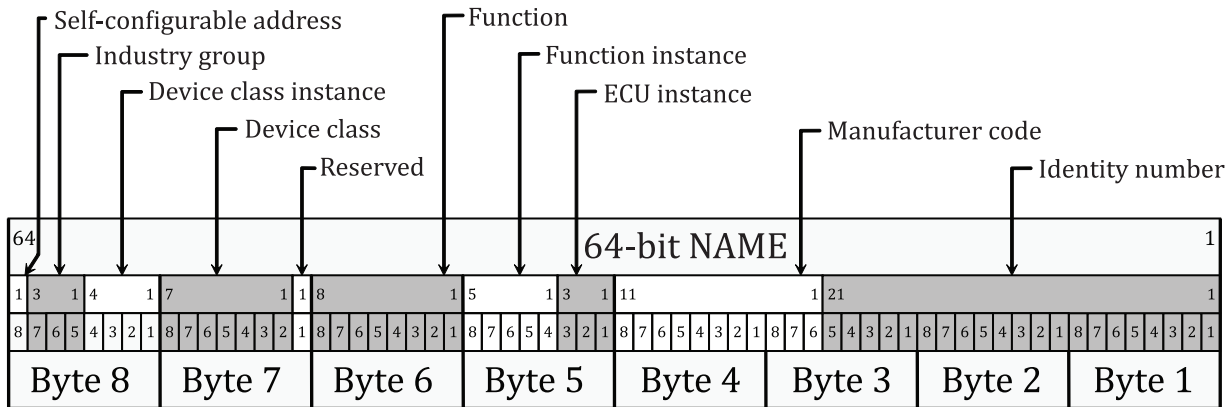 Self-configurable address
Function
Industry group
Function instance
Device class instance
ECU instance
Device class
Manufacturer code
Reserved
Identity number
64 64-bit NAME 1
1 3 1 4 1 7 1 1 8 1 5 1 3 1 11 1 21 1
8 7 6 5 4 3 2 1 8 7 6 5 4 3 2 1 8 7 6 5 4 3 2 1 8 7 6 5 4 3 2 1 8 7 6 5 4 3 2 1 8 7 6 5 4 3 2 1 8 7 6 5 4 3 2 1 8 7 6 5 4 3 2 1
Byte 8 Byte 7 Byte 6 Byte 5 Byte 4 Byte 3 Byte 2 Byte 1